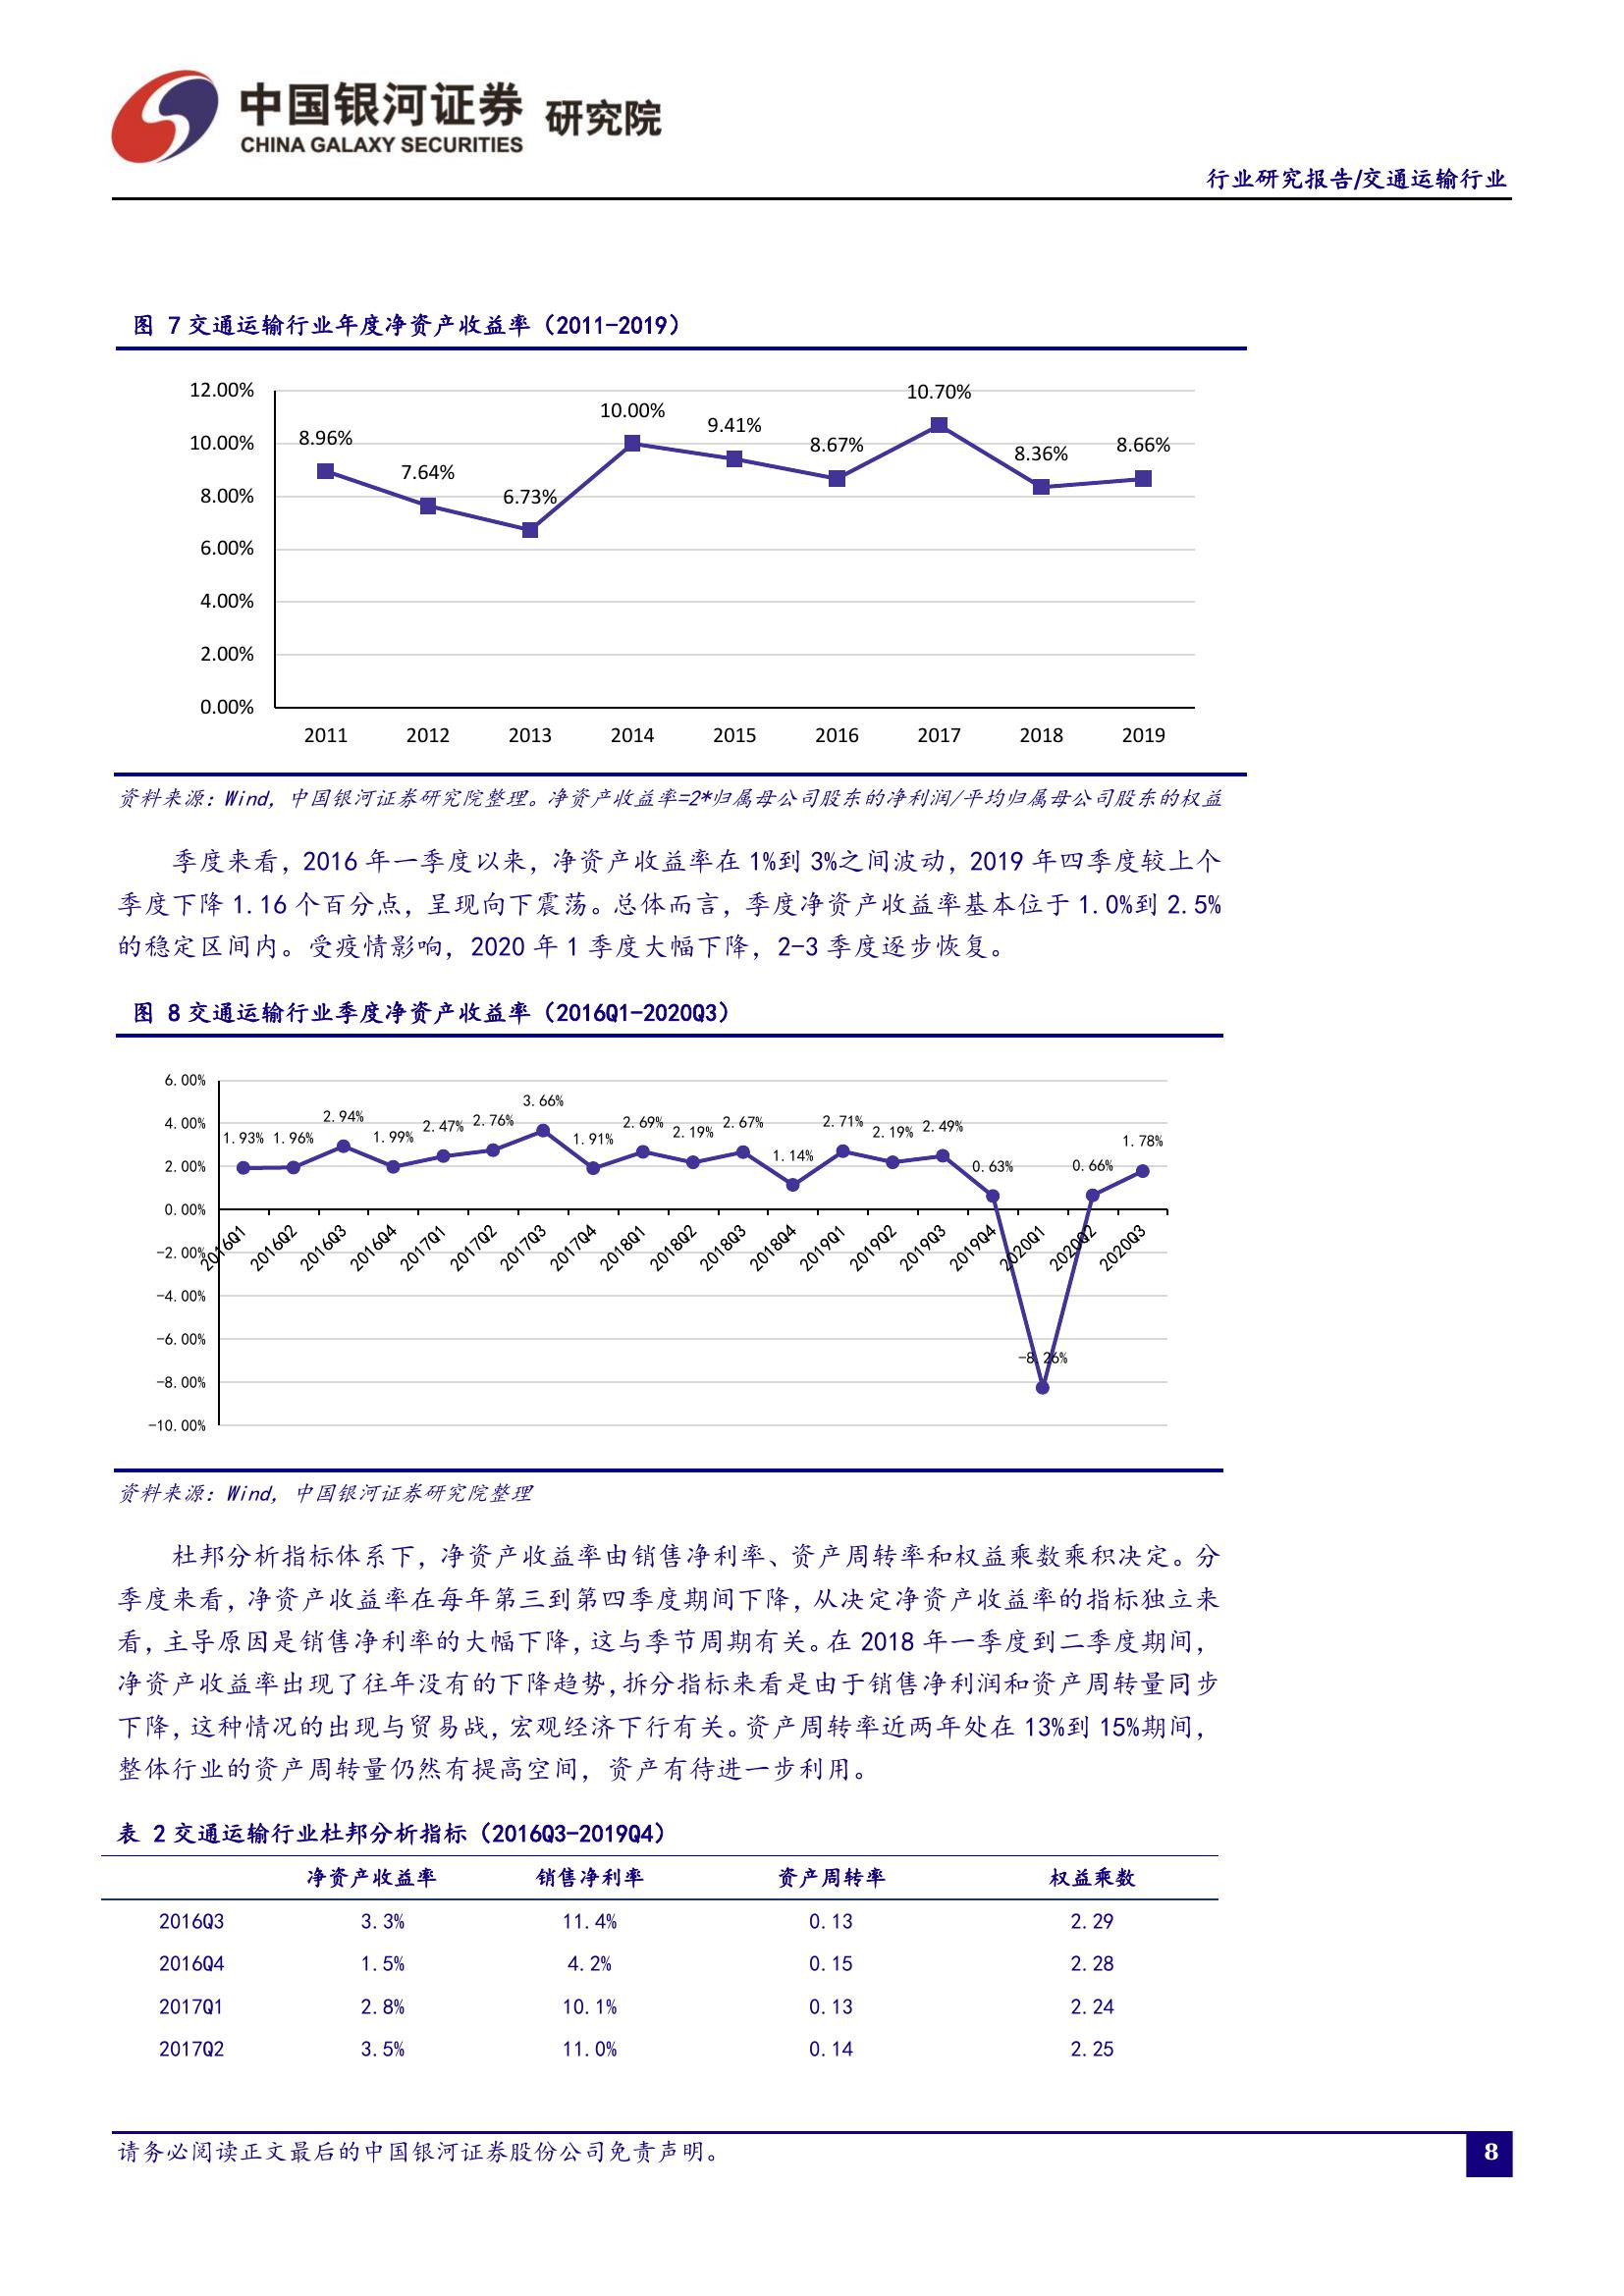 中国银河证券 研究院
CHINA GALAXY SECURITIES
行业研究报告/交通运输行业
图 7 交通运输行业年度净资产收益率（2011-2019）
12.00%
10.00%
8.00%
6.00%
4.00%
2.00%
0.00%
8.96%
7.64%
6.73%
10.00%
9.41%
8.67%
10.70%
8.36%
8.66%
2011 2012 2013 2014 2015 2016 2017 2018 2019
资料来源：Wind，中国银河证券研究院整理。净资产收益率=2*归属母公司股东的净利润/平均归属母公司股东的权益
季度来看，2016 年一季度以来，净资产收益率在 1%到 3%之间波动，2019 年四季度较上个
季度下降 1.16 个百分点，呈现向下震荡。总体而言，季度净资产收益率基本位于 1.0%到 2.5%
的稳定区间内。受疫情影响，2020 年 1 季度大幅下降，2-3 季度逐步恢复。
图 8 交通运输行业季度净资产收益率（2016Q1-2020Q3）
6.00%
4.00%
2.00%
0.00%
-2.00%
-4.00%
-6.00%
-8.00%
-10.00%
1.93% 1.96% 2.94% 1.99% 2.47% 2.76% 3.66% 1.91% 2.69% 2.19% 2.67% 1.14% 2.71% 2.19% 2.49% 0.63% -8.26% 0.66% 1.78%
2016Q1 2016Q2 2016Q3 2016Q4 2017Q1 2017Q2 2017Q3 2017Q4 2018Q1 2018Q2 2018Q3 2018Q4 2019Q1 2019Q2 2019Q3 2019Q4 2020Q1 2020Q2 2020Q3
资料来源：Wind，中国银河证券研究院整理
杜邦分析指标体系下，净资产收益率由销售净利率、资产周转率和权益乘数乘积决定。分
季度来看，净资产收益率在每年第三到第四季度期间下降，从决定净资产收益率的指标独立来
看，主导原因是销售净利率的大幅下降，这与季节周期有关。在 2018 年一季度到二季度期间，
净资产收益率出现了往年没有的下降趋势，拆分指标来看是由于销售净利润和资产周转量同步
下降，这种情况的出现与贸易战，宏观经济下行有关。资产周转率近两年处在 13%到 15%期间，
整体行业的资产周转量仍然有提高空间，资产有待进一步利用。
表 2 交通运输行业杜邦分析指标（2016Q3-2019Q4）
净资产收益率 销售净利率 资产周转率 权益乘数
2016Q3 3.3% 11.4% 0.13 2.29
2016Q4 1.5% 4.2% 0.15 2.28
2017Q1 2.8% 10.1% 0.13 2.24
2017Q2 3.5% 11.0% 0.14 2.25
请务必阅读正文最后的中国银河证券股份公司免责声明。
8